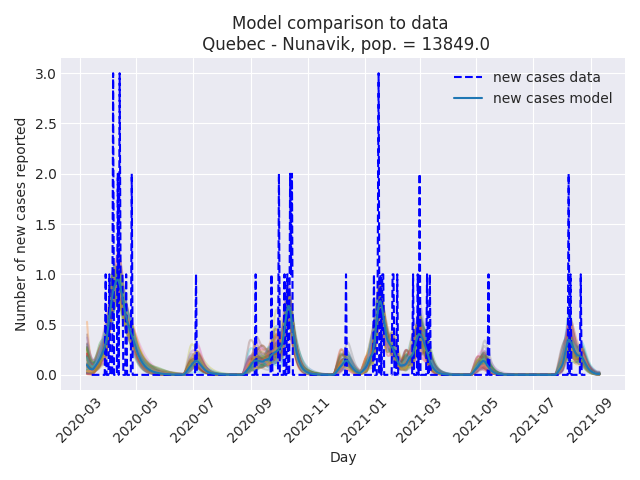 Model comparison to data
Quebec - Nunavik, pop. = 13849.0
new cases data
new cases model
Number of new cases reported
3.0
2.5
2.0
1.5
1.0
0.5
0.0
2020-03
2020-05
2020-07
2020-09
2020-11
2021-01
2021-03
2021-05
2021-07
2021-09
Day